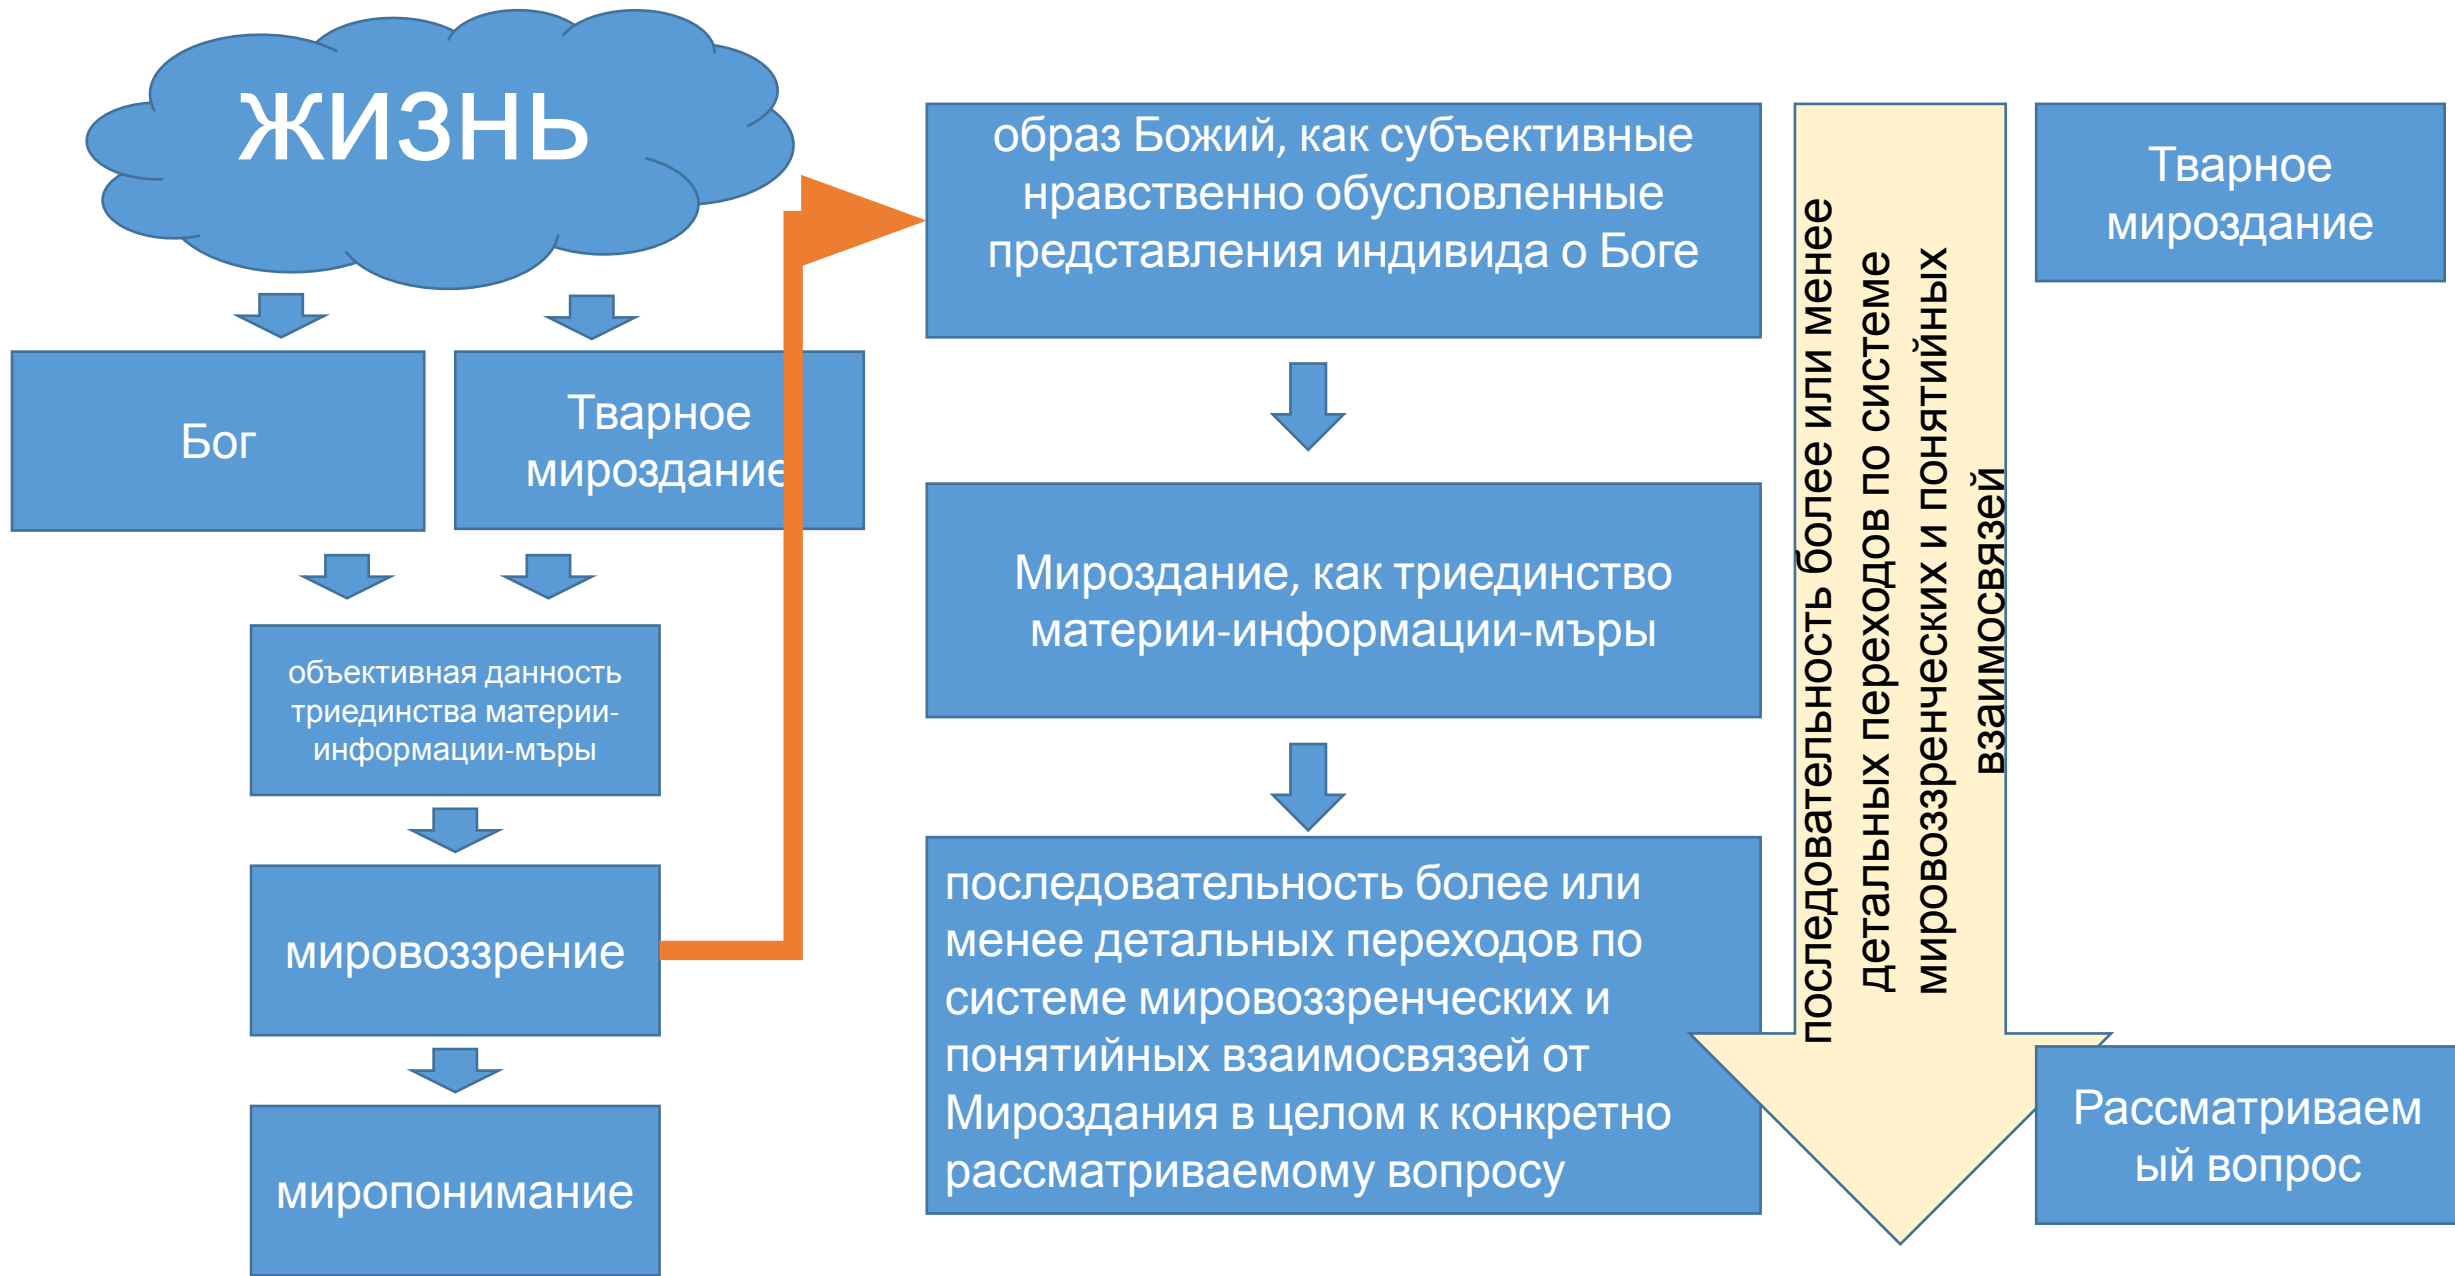 ЖИЗНЬ
Бог
Тварное
мироздание
объективная данность
триединства материи-
информации-мъры
мировоззрение
миропонимание
образ Божий, как субъективные
нравственно обусловленные
представления индивида о Боге
Мироздание, как триединство
материи-информации-мъры
последовательность более или
менее детальных переходов по
системе мировоззренческих и
понятийных взаимосвязей от
Мироздания в целом к конкретно
рассматриваемому вопросу
последовательность более или менее
детальных переходов по системе
мировоззренческих и понятийных
взаимосвязей
Тварное
мироздание
Рассматриваем
ый вопрос